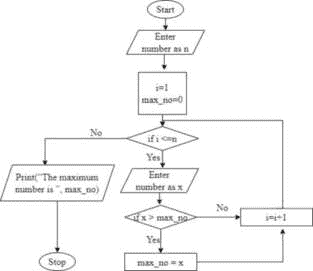 Start
Enter
number as n
i=1
max_no=0
No
if i <=n
Yes
Print("The maximum
number is ", max_no)
Enter
number as x
No
if x > max_no
i=i+1
Yes
Stop
max_no = x